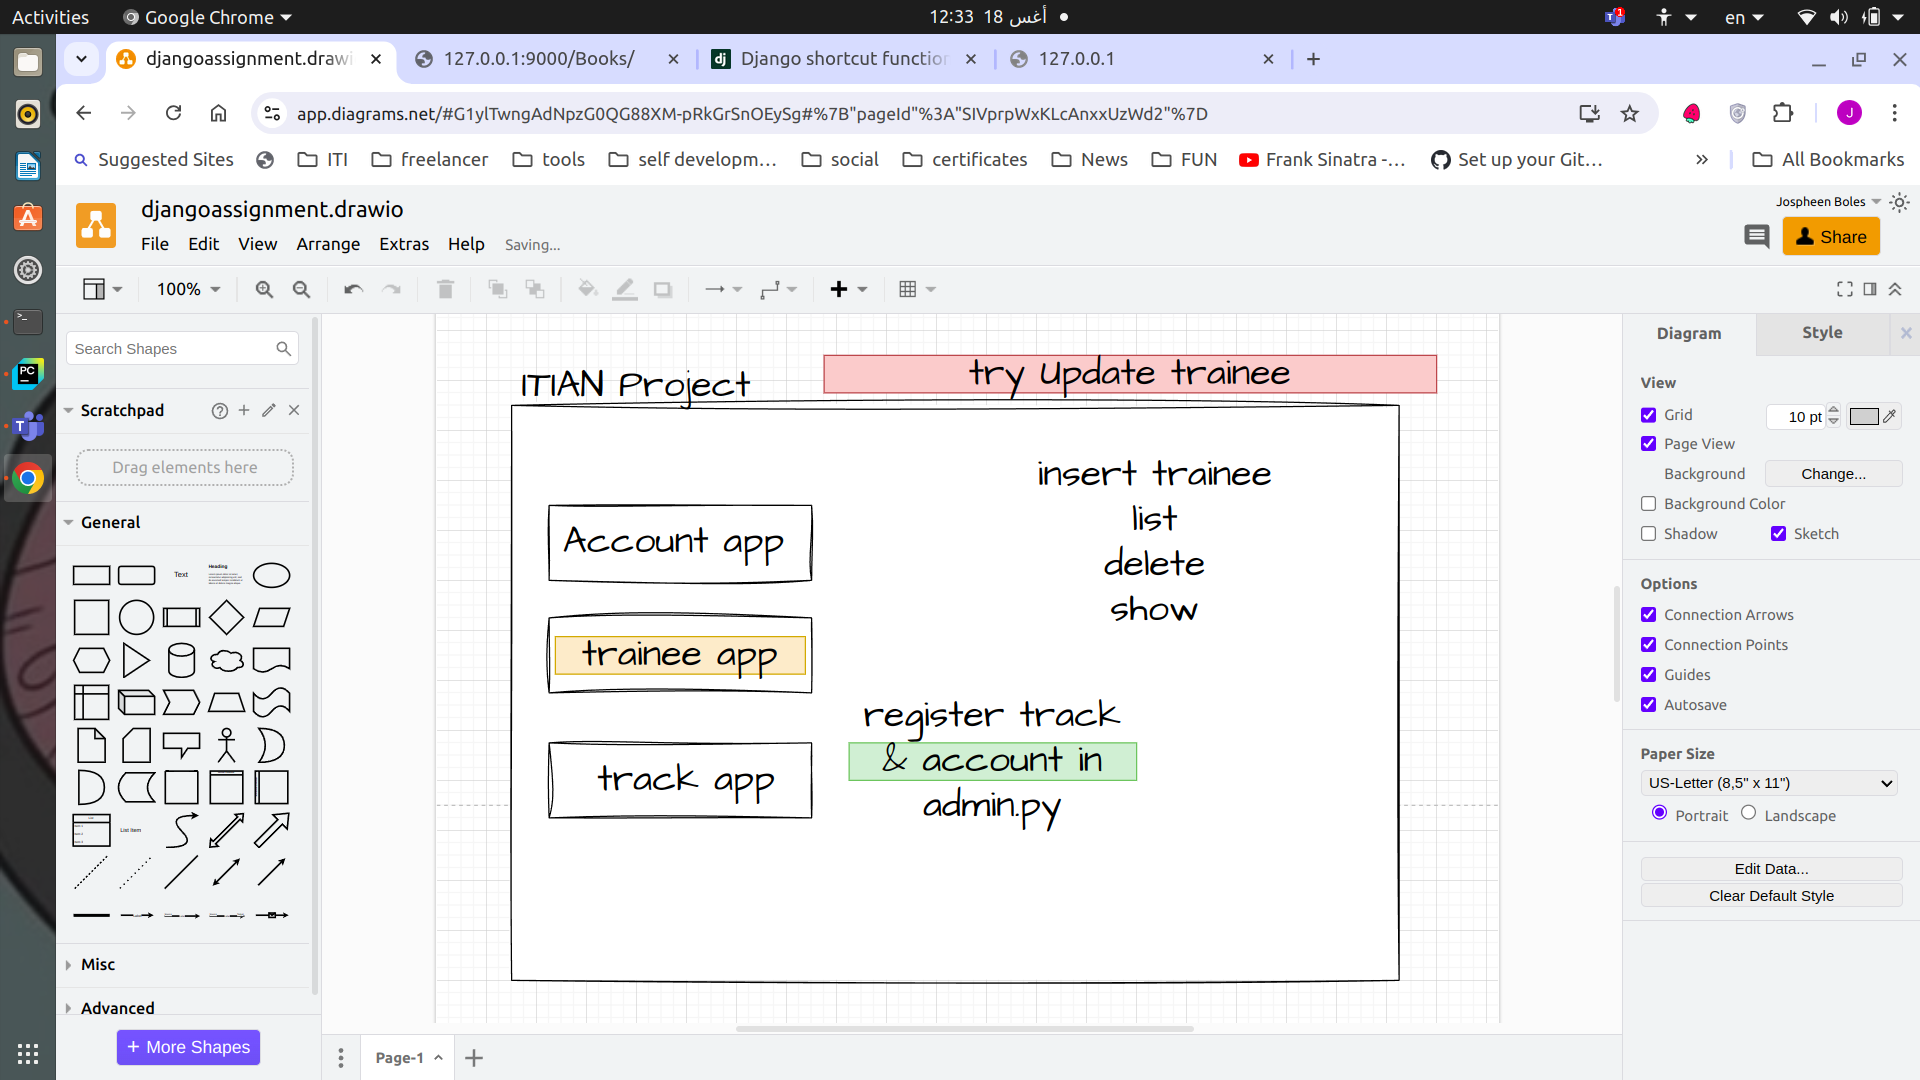 Activities
Google Chrome
12:33 18 أغس
1
en
djangoassignment.drawi
127.0.0.1:9000/Books/
Django shortcut function
127.0.0.1
app.diagrams.net/#G1ylTwngAdNpzG0QG88XM-pRkGrSnOEySg#%7B"pageId"%3A"SIVprpWxKLcAnxxUzWd2"%7D
J
Suggested Sites
ITI
freelancer
tools
self developm...
social
certificates
News
FUN
Frank Sinatra -...
Set up your Git...
»
All Bookmarks
djangoassignment.drawio
Jospheen Boles
File
Edit
View
Arrange
Extras
Help
Saving...
Share
100%
Search Shapes
Scratchpad
Drag elements here
General
Text
Heading
List Item
Misc
Advanced
+ More Shapes
ITIAN Project
try Update trainee
insert trainee
list
delete
show
Account app
trainee app
track app
register track
& account in
admin.py
Page-1
Diagram
Style
View
Grid
10 pt
Page View
Background
Change...
Background Color
Shadow
Sketch
Options
Connection Arrows
Connection Points
Guides
Autosave
Paper Size
US-Letter (8,5" x 11")
Portrait
Landscape
Edit Data...
Clear Default Style